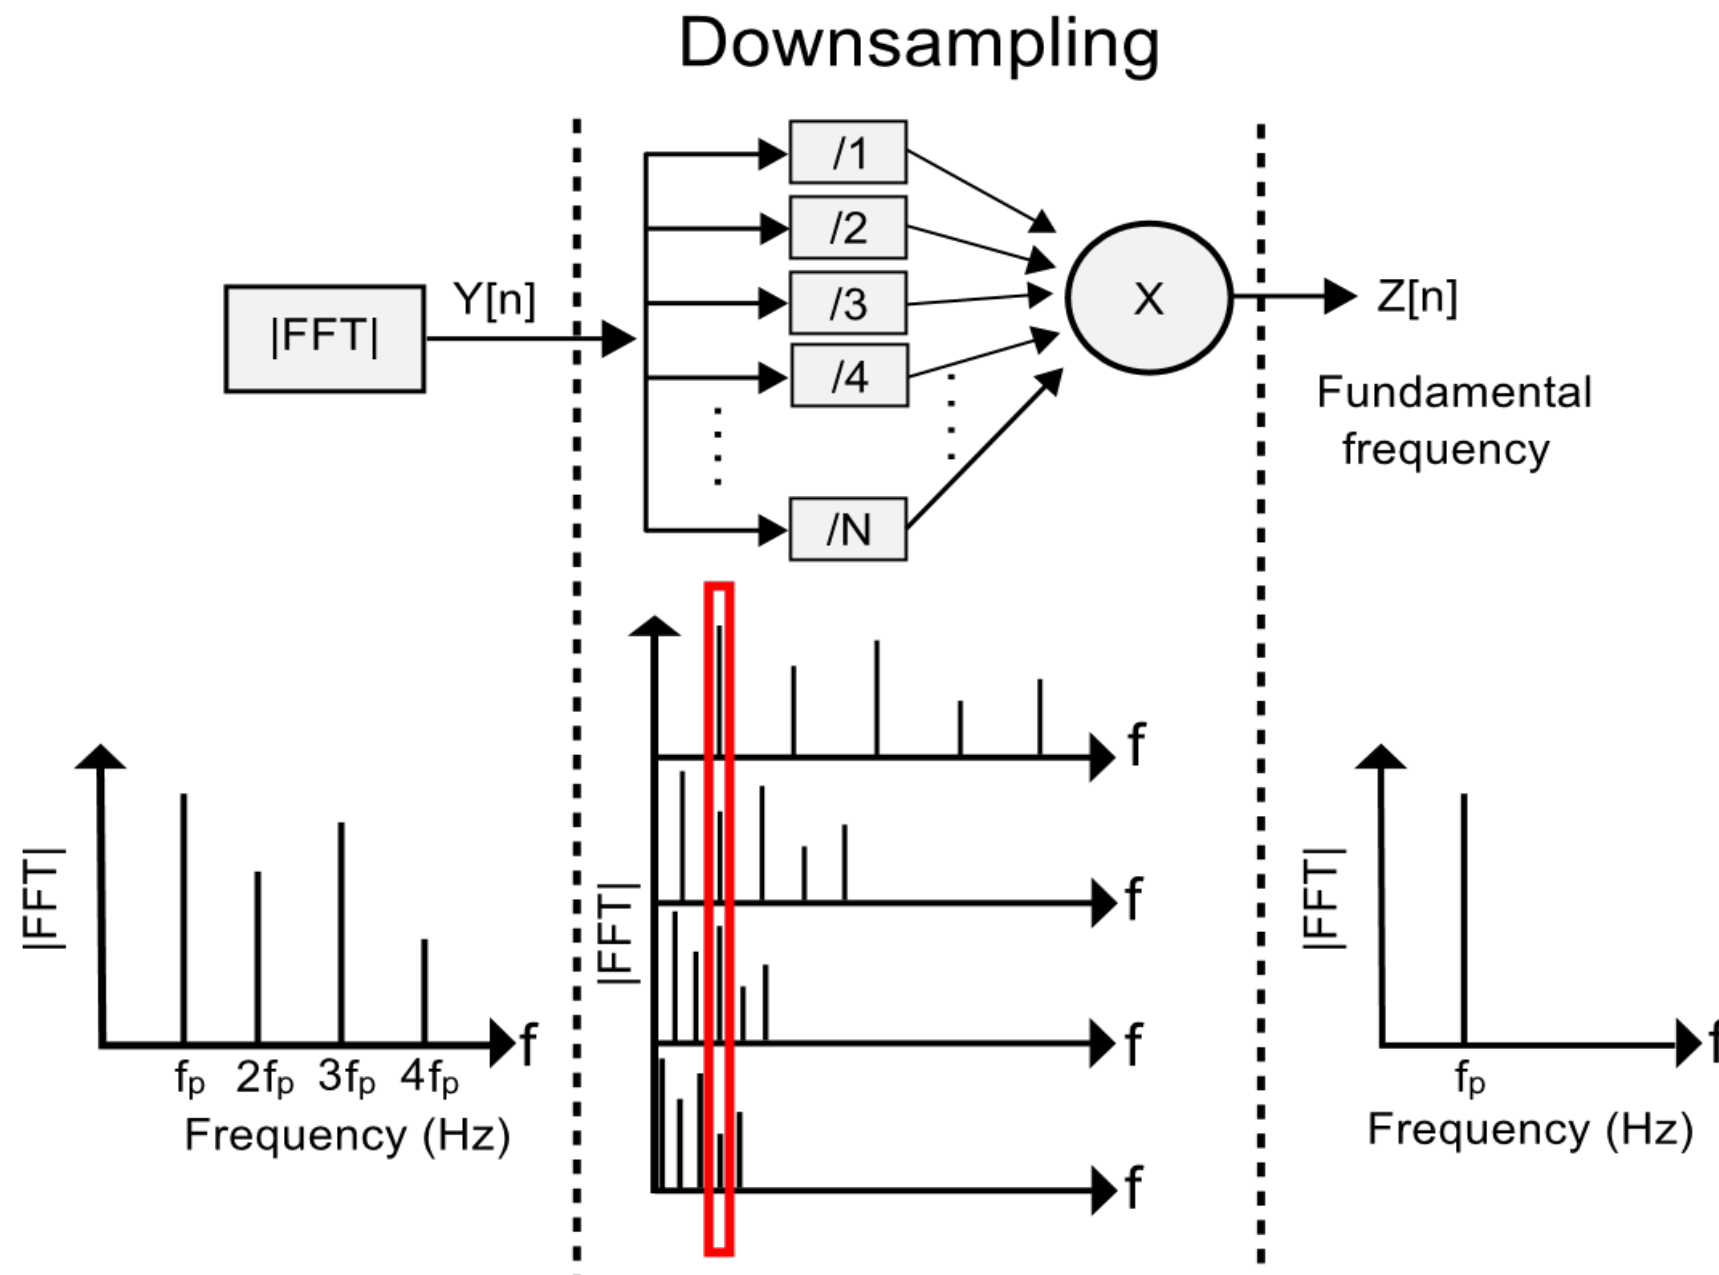 Downsampling
/1
/2
/3
/4
/N
|FFT|
Y[n]
X
Z[n]
Fundamental
frequency
|FFT|
fp 2fp 3fp 4fp
f
Frequency (Hz)
|FFT|
f
f
f
f
|FFT|
fp
f
Frequency (Hz)